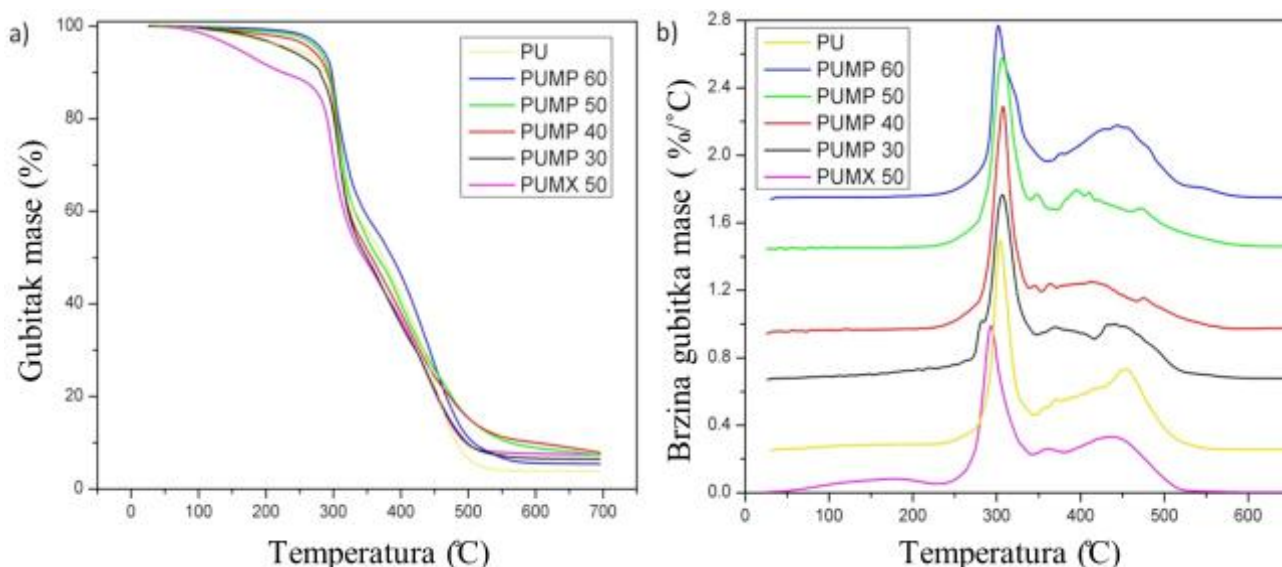 a)
Gubitak mase (%)
100
80
60
40
20
0
PU
PUMP 60
PUMP 50
PUMP 40
PUMP 30
PUMX 50
0 100 200 300 400 500 600 700
Temperatura (°C)
b)
Brzina gubitka mase ( %/°C)
2.8
2.4
2.0
1.6
1.2
0.8
0.4
0.0
PU
PUMP 60
PUMP 50
PUMP 40
PUMP 30
PUMX 50
0 100 200 300 400 500 600
Temperatura (°C)